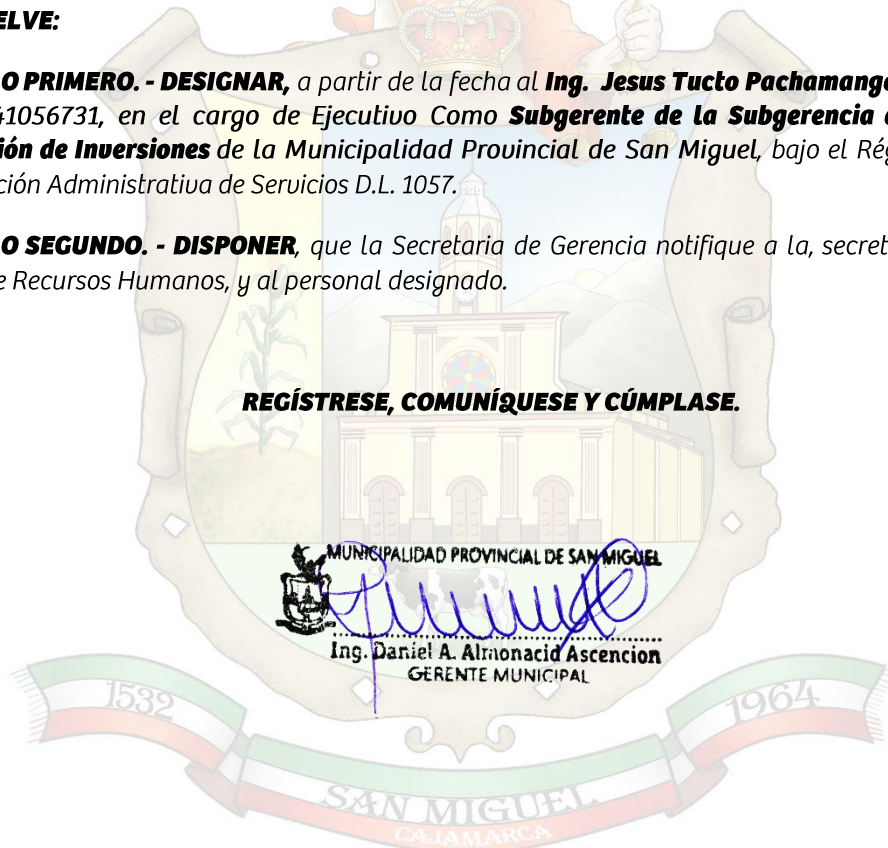 ELVE:
O PRIMERO. - DESIGNAR, a partir de la fecha al Ing. Jesus Tucto Pachamango
41056731, en el cargo de Ejecutivo Como Subgerente de la Subgerencia
ión de Inversiones de la Municipalidad Provincial de San Miguel, bajo el Rég
ción Administrativa de Servicios D.L. 1057.
O SEGUNDO. - DISPONER, que la Secretaria de Gerencia notifique a la, secret
e Recursos Humanos, y al personal designado.
REGÍSTRESE, COMUNÍQUESE Y CÚMPLASE.
MUNICIPALIDAD PROVINCIAL DE SAN MIGUEL
Ing. Daniel A. Almonacid Ascencion
GERENTE MUNICIPAL
1532 1964
SAN MIGUEL
CAJAMARCA